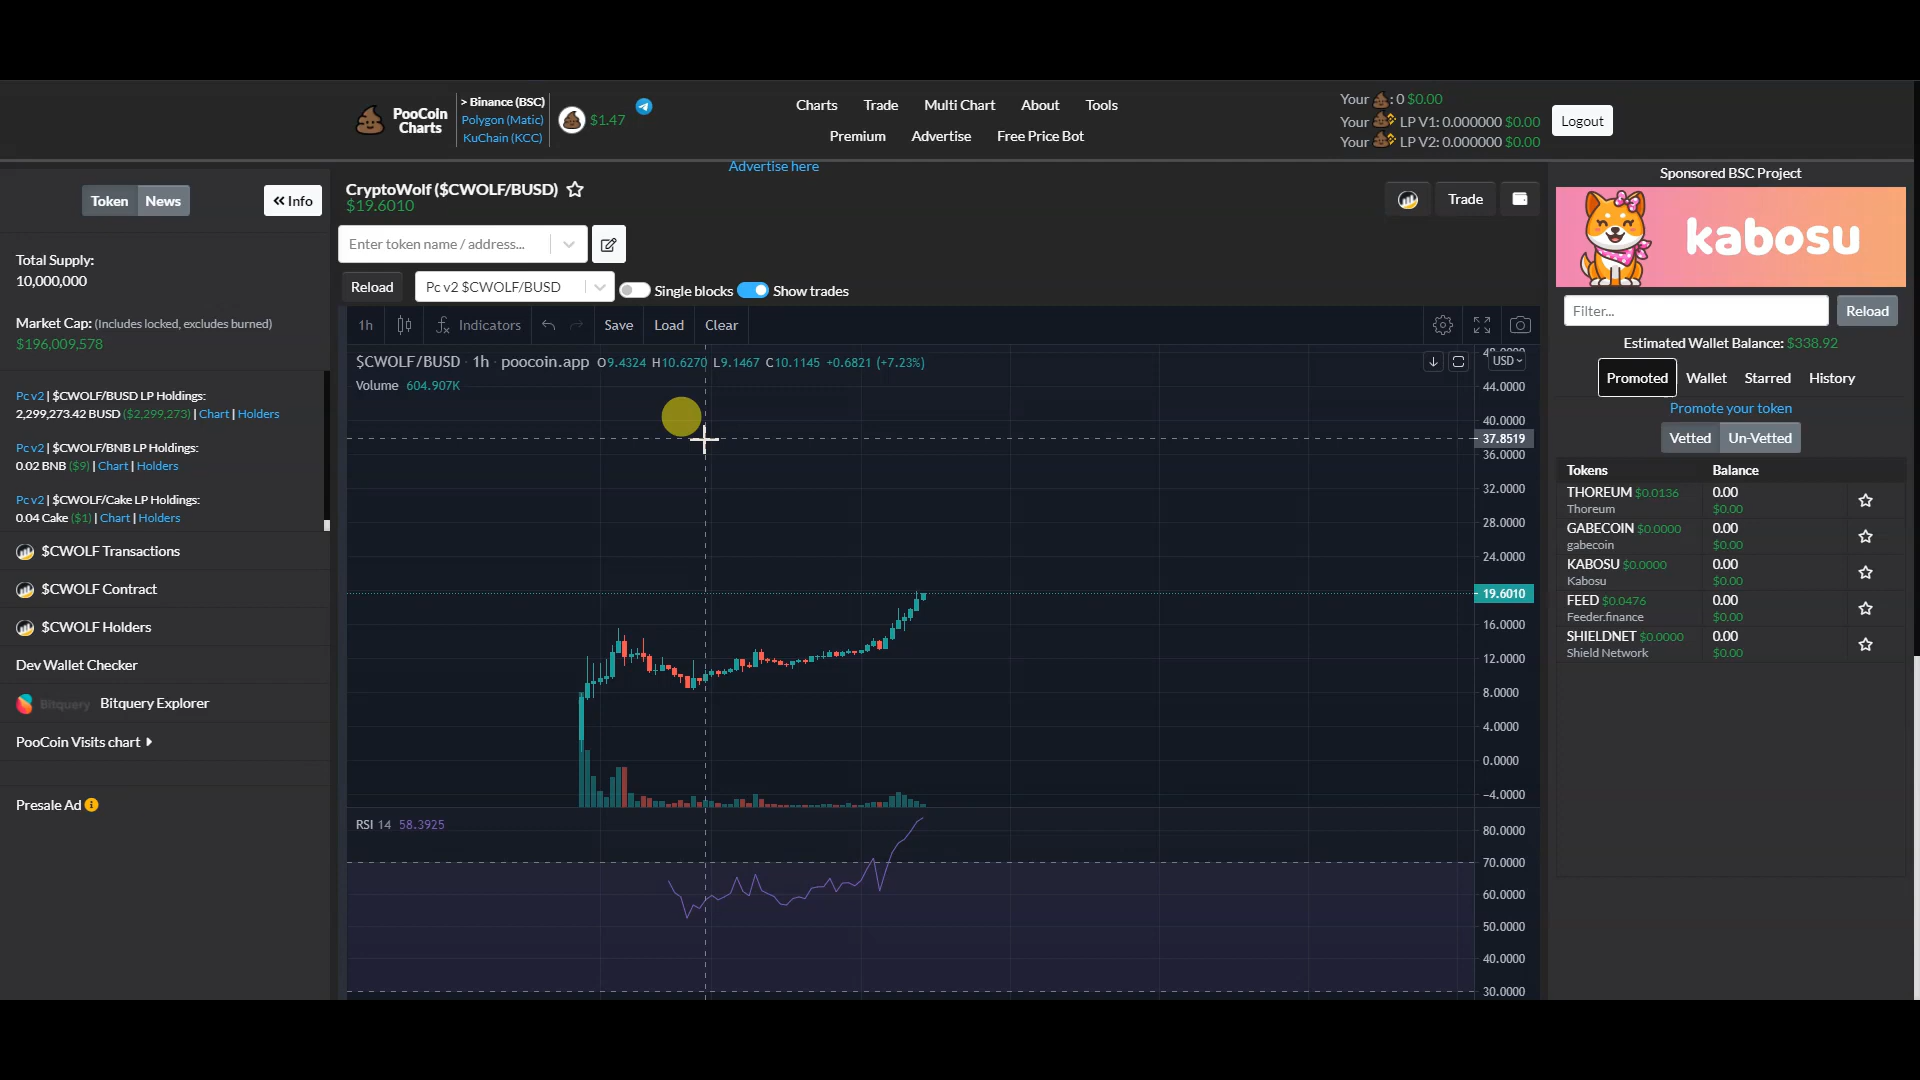 PooCoin
Charts
> Binance (BSC)
Polygon (Matic)
KuChain (KCC)
$1.47
Charts Trade Multi Chart About Tools
Premium Advertise Free Price Bot
Your : 0 $0.00
Your LP V1: 0.000000 $0.00
Your LP V2: 0.000000 $0.00
Logout
Advertise here
Token News
« Info
Total Supply:
10,000,000
Market Cap: (Includes locked, excludes burned)
$196,009,578
Pc v2 | $CWOLF/BUSD LP Holdings:
2,299,273.42 BUSD ($2,299,273) | Chart | Holders
Pc v2 | $CWOLF/BNB LP Holdings:
0.02 BNB ($9) | Chart | Holders
Pc v2 | $CWOLF/Cake LP Holdings:
0.04 Cake ($1) | Chart | Holders
$CWOLF Transactions
$CWOLF Contract
$CWOLF Holders
Dev Wallet Checker
Bitquery Bitquery Explorer
PooCoin Visits chart
Presale Ad
CryptoWolf ($CWOLF/BUSD)
$19.6010
Trade
Enter token name / address...
Reload
Pc v2 $CWOLF/BUSD
Single blocks
Show trades
1h
Indicators
Save
Load
Clear
$CWOLF/BUSD · 1h · poocoin.app O9.4324 H10.6270 L9.1467 C10.1145 +0.6821 (+7.23%)
Volume 604.907K
USD
48.0000
44.0000
40.0000
37.8519
36.0000
32.0000
28.0000
24.0000
19.6010
16.0000
12.0000
8.0000
4.0000
0.0000
−4.0000
RSI 14 58.3925
80.0000
70.0000
60.0000
50.0000
40.0000
30.0000
Sponsored BSC Project
kabosu
Filter...
Reload
Estimated Wallet Balance: $338.92
Promoted Wallet Starred History
Promote your token
Vetted Un-Vetted
Tokens Balance
THOREUM $0.0136 0.00
Thoreum $0.00
GABECOIN $0.0000 0.00
gabecoin $0.00
KABOSU $0.0000 0.00
Kabosu $0.00
FEED $0.0476 0.00
Feeder.finance $0.00
SHIELDNET $0.0000 0.00
Shield Network $0.00